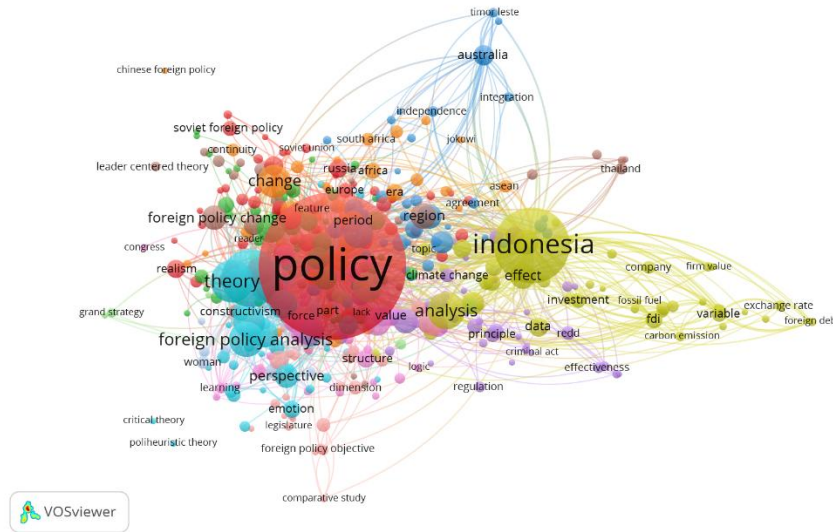 timor leste
australia
chinese foreign policy
integration
independence
soviet foreign policy
south africa
jokuwi
continuity
soviet union
leader centered theory
russia
africa
thailand
change
europe
era
asean
agreement
feature
foreign policy change
period
region
reader
indonesia
congress
topic
policy
realism
climate change
effect
company
firm value
theory
investment
fossil fuel
grand strategy
constructivism
force
part
lack
value
analysis
fdi
variable
exchange rate
data
foreign deb
principle
redd
carbon emission
foreign policy analysis
criminal act
woman
structure
logic
effectiveness
perspective
learning
dimension
regulation
emotion
critical theory
legislature
poliheuristic theory
foreign policy objective
comparative study
VOSviewer